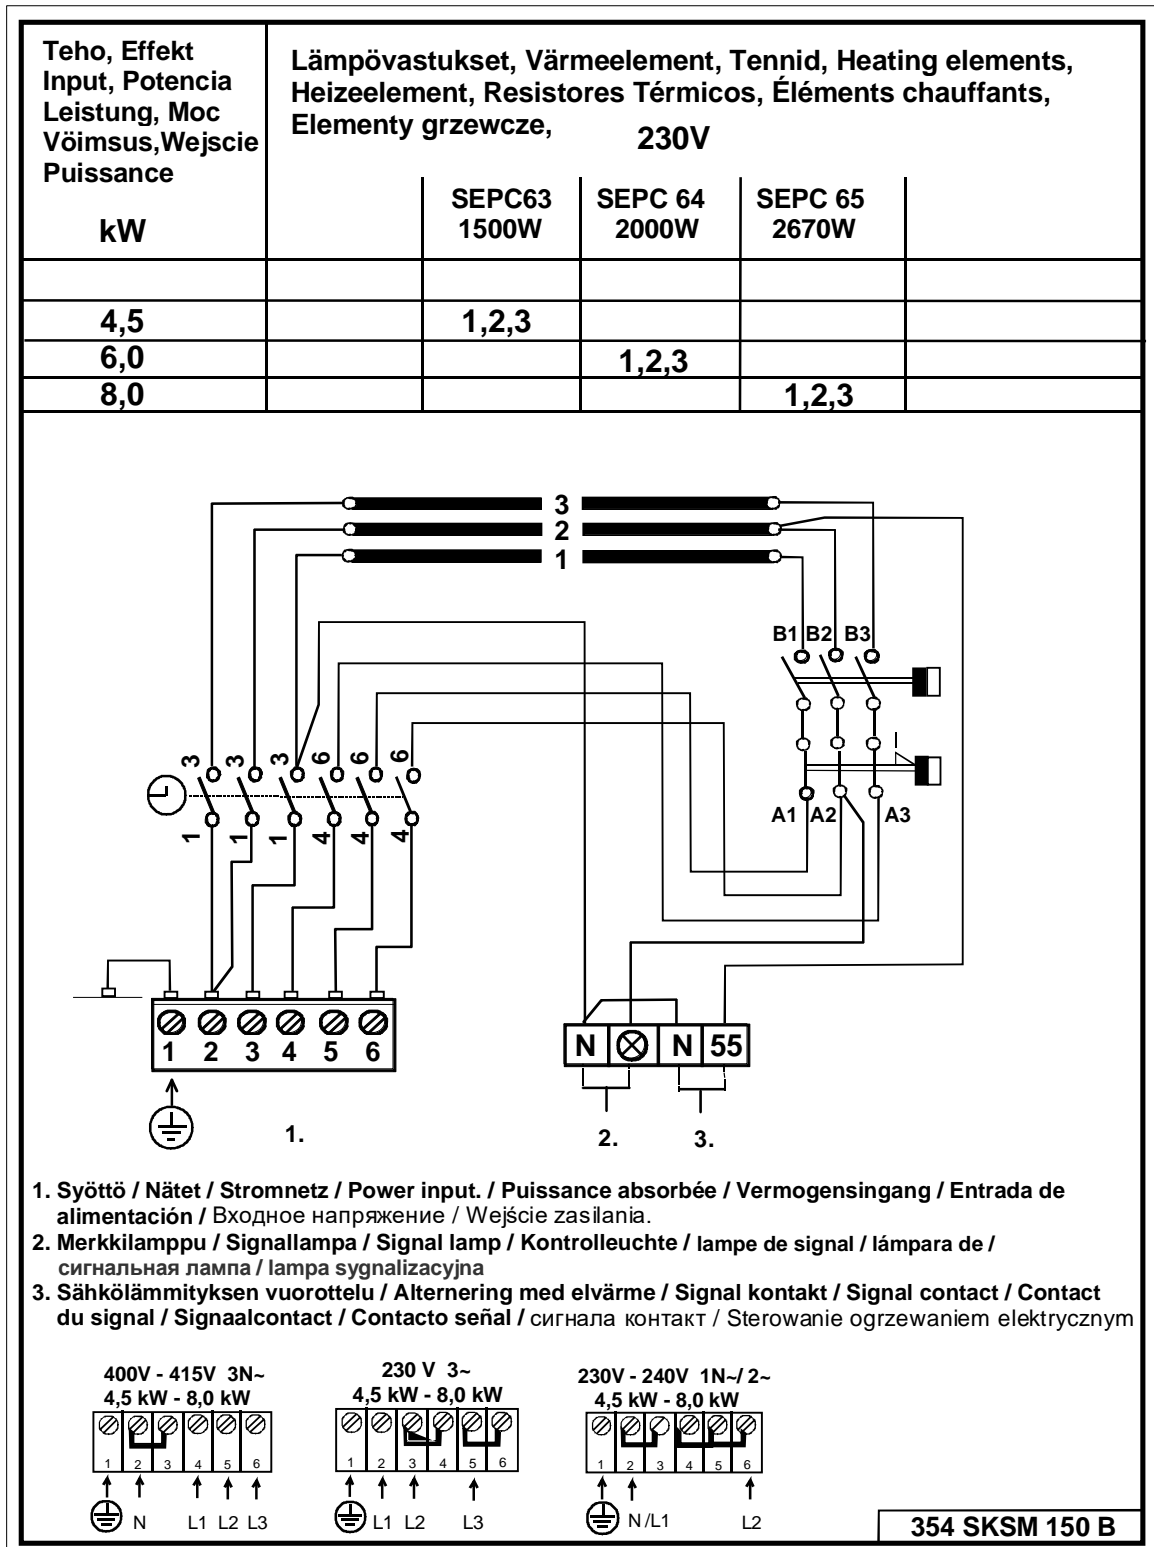 Teho, Effekt
Input, Potencia
Leistung, Moc
Vöimsus,Wejscie
Puissance
kW
Lämpövastukset, Värmeelement, Tennid, Heating elements,
Heizeelement, Resistores Térmicos, Éléments chauffants,
Elementy grzewcze, 230V
SEPC63 SEPC 64 SEPC 65
1500W 2000W 2670W
4,5 1,2,3
6,0 1,2,3
8,0 1,2,3
3
2
1
B1 B2 B3
3 3 3 6 6 6
1 1 1 4 4 4
A1 A2 A3
1 2 3 4 5 6
N N 55
1. 2. 3.
1. Syöttö / Nätet / Stromnetz / Power input. / Puissance absorbée / Vermogensingang / Entrada de
alimentación / Входное напряжение / Wejście zasilania.
2. Merkkilamppu / Signallampa / Signal lamp / Kontrolleuchte / lampe de signal / lámpara de /
сигнальная лампа / lampa sygnalizacyjna
3. Sähkölämmityksen vuorottelu / Alternering med elvärme / Signal kontakt / Signal contact / Contact
du signal / Signaalcontact / Contacto señal / сигнала контакт / Sterowanie ogrzewaniem elektrycznym
400V - 415V 3N~
4,5 kW - 8,0 kW
1 2 3 4 5 6
N L1 L2 L3
230 V 3~
4,5 kW - 8,0 kW
1 2 3 4 5 6
L1 L2 L3
230V - 240V 1N~/ 2~
4,5 kW - 8,0 kW
1 2 3 4 5 6
N /L1 L2
354 SKSM 150 B